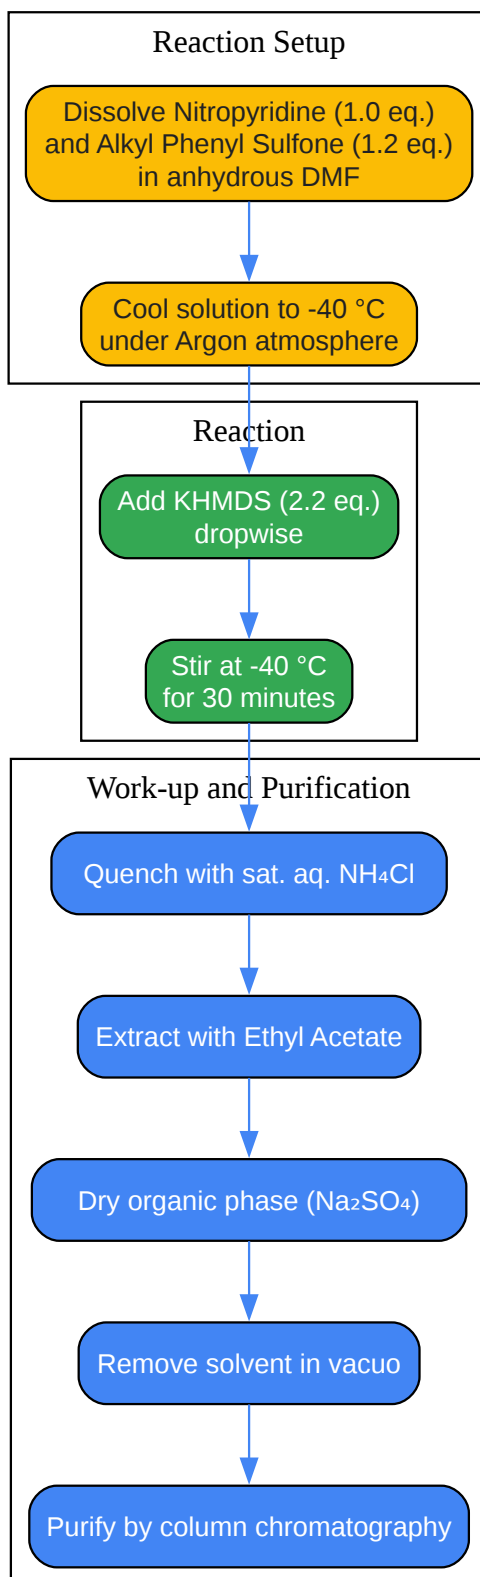 Reaction Setup
Dissolve Nitropyridine (1.0 eq.)
and Alkyl Phenyl Sulfone (1.2 eq.)
in anhydrous DMF
Cool solution to -40 °C
under Argon atmosphere
Reaction
Add KHMDS (2.2 eq.)
dropwise
Stir at -40 °C
for 30 minutes
Work-up and Purification
Quench with sat. aq. NH₄Cl
Extract with Ethyl Acetate
Dry organic phase (Na₂SO₄)
Remove solvent in vacuo
Purify by column chromatography